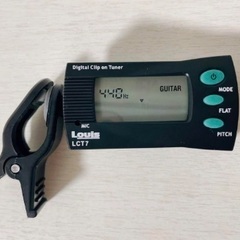 Digital Clip on Tuner
440Hz
GUITAR
MODE
FLAT
PITCH
MIC
Louis
LCT7